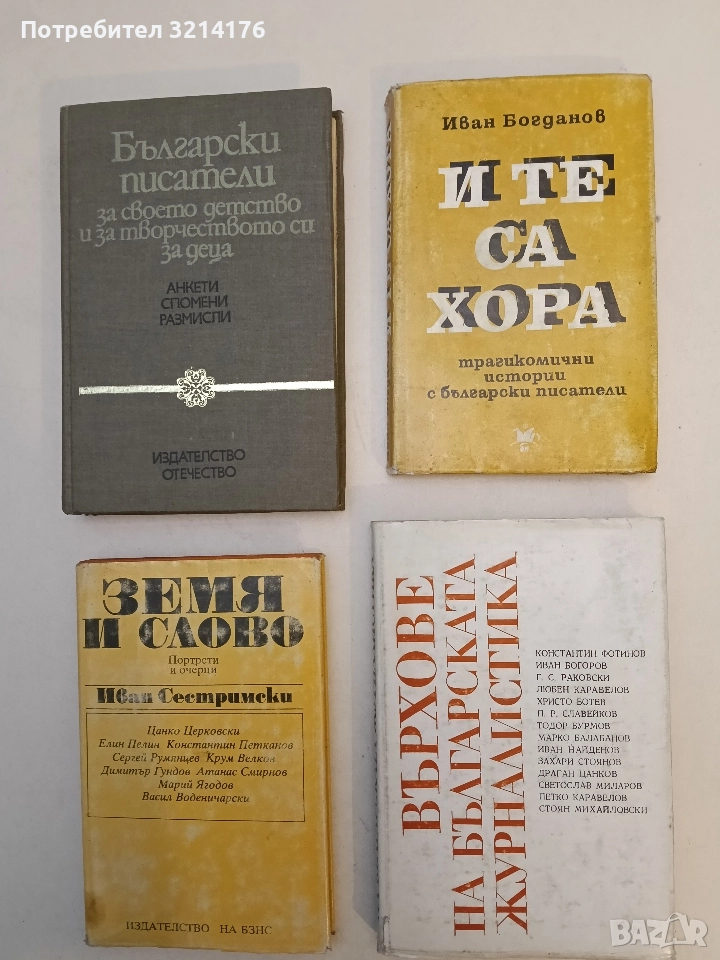 Потребител 3214176
Български
писатели
за своето детство
и за творчеството си
за деца
АНКЕТИ
СПОМЕНИ
РАЗМИСЛИ
ИЗДАТЕЛСТВО
ОТЕЧЕСТВО
Иван Богданов
И ТЕ
СА
ХОРА
трагикомични
истории
с български писатели
ЗЕМЯ
И СЛОВО
Портрети
и очерци
Иван Сестримски
Цанко Церковски
Елин Пелин Константин Петканов
Сергей Румянцев Крум Велков
Димитър Гундов Атанас Смирнов
Марий Ягодов
Васил Воденичарски
ИЗДАТЕЛСТВО НА БЗНС
ВЪРХОВЕ
НА БЪЛГАРСКАТА
ЖУРНАЛИСТИКА
КОНСТАНТИН ФОТИНОВ
ИВАН БОГОРОВ
Г. С. РАКОВСКИ
ЛЮБЕН КАРАВЕЛОВ
ХРИСТО БОТЕВ
П. Р. СЛАВЕЙКОВ
ТОДОР БУРМОВ
МАРКО БАЛАБАНОВ
ИВАН НАЙДЕНОВ
ЗАХАРИ СТОЯНОВ
ДРАГАН ЦАНКОВ
СВЕТОСЛАВ МИЛАРОВ
ПЕТКО КАРАВЕЛОВ
СТОЯН МИХАЙЛОВСКИ
BAZAR